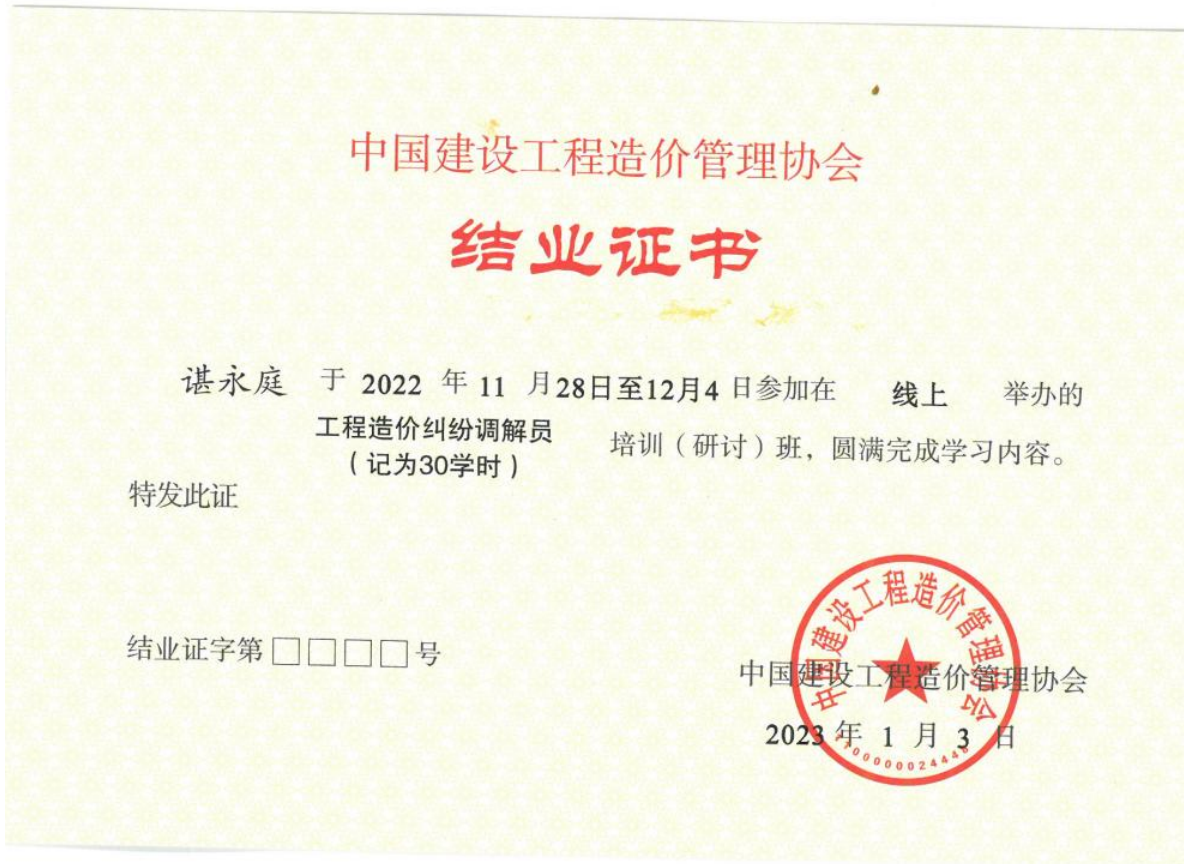 中国建设工程造价管理协会
结业证书
谌永庭 于 2022 年 11 月28日至12月4 日参加在 线上 举办的
工程造价纠纷调解员 培训（研讨）班，圆满完成学习内容。
（记为30学时）
特发此证
结业证字第□□□□号
中国建设工程造价管理协会
中国建设工程造价管理协会
2023 年 1 月 3 日